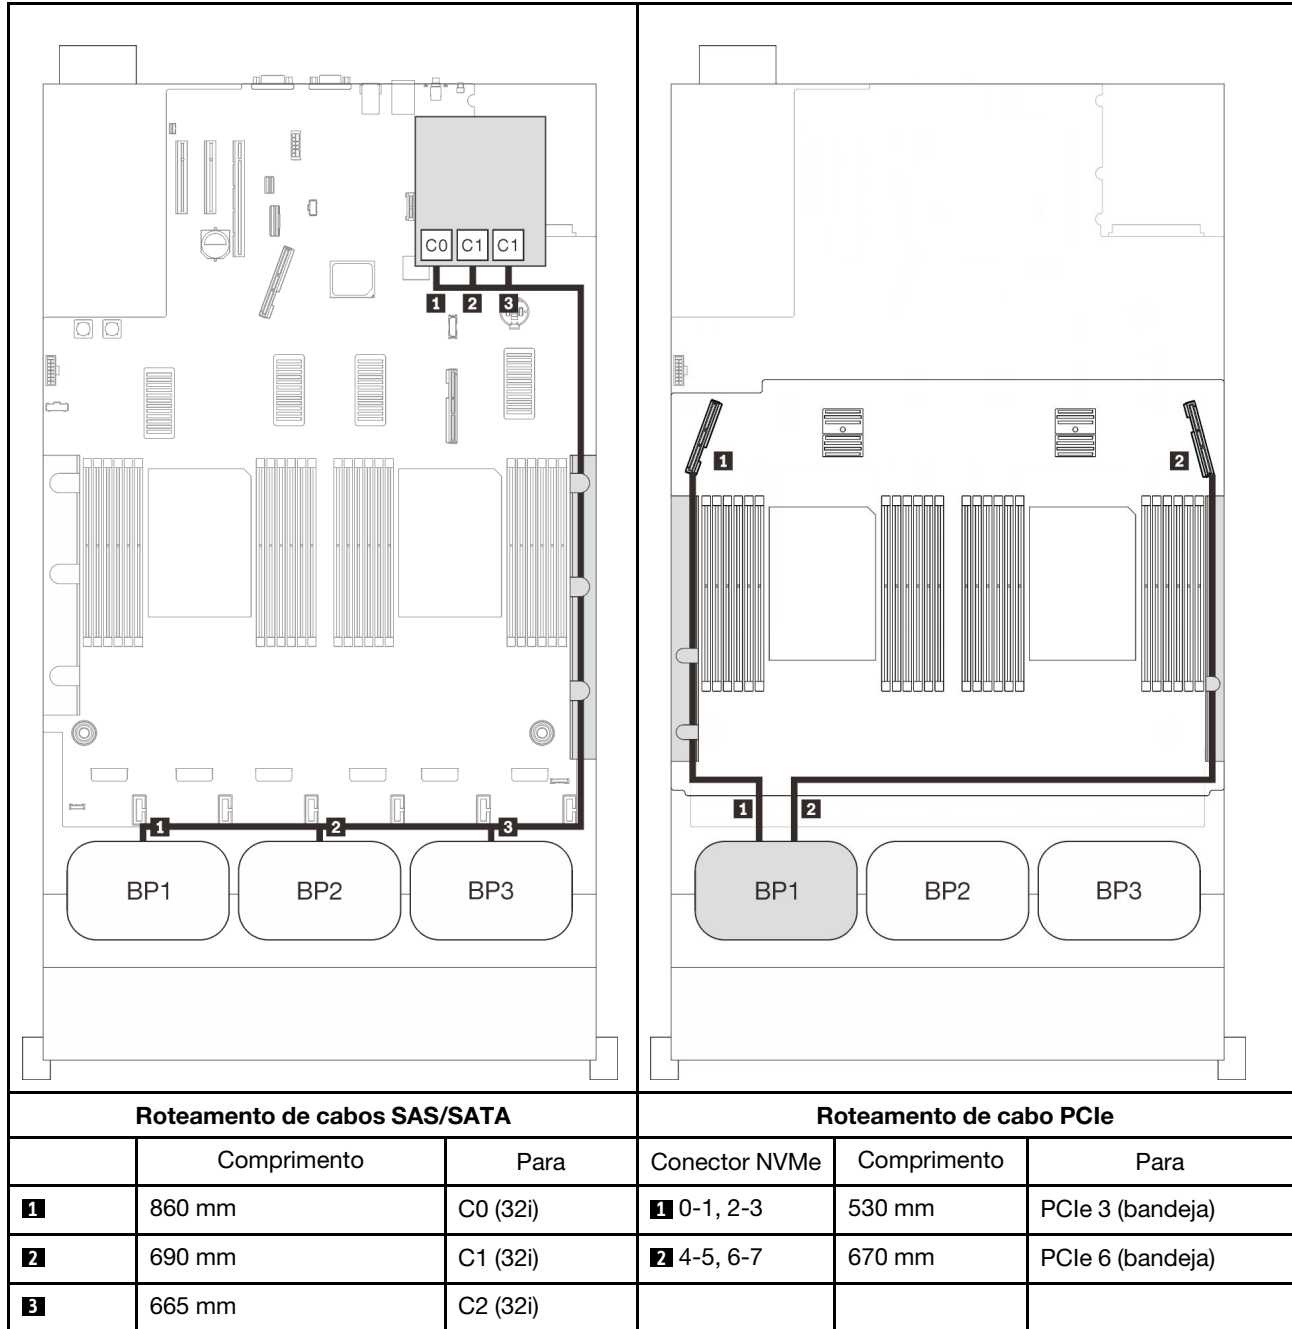 C0 C1 C1
1 2 3
1 2 3
BP1 BP2 BP3
1 2
1 2
BP1 BP2 BP3
Roteamento de cabos SAS/SATA
Roteamento de cabo PCIe
Comprimento Para Conector NVMe Comprimento Para
1 860 mm C0 (32i) 1 0-1, 2-3 530 mm PCIe 3 (bandeja)
2 690 mm C1 (32i) 2 4-5, 6-7 670 mm PCIe 6 (bandeja)
3 665 mm C2 (32i)